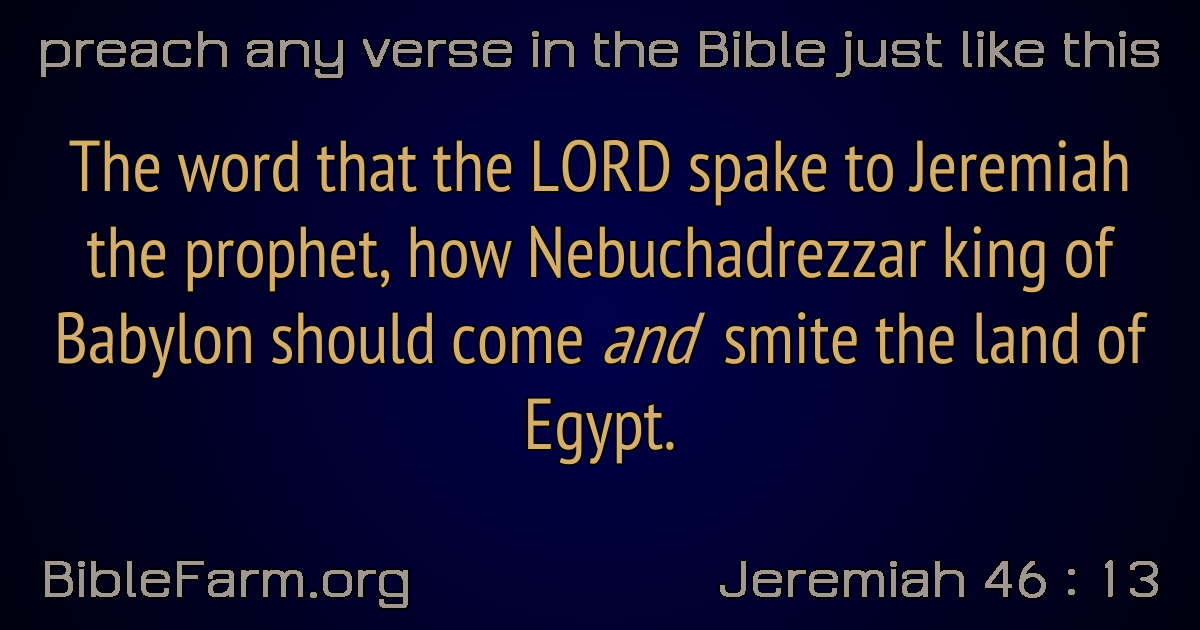 preach any verse in the Bible just like this
The word that the LORD spake to Jeremiah
the prophet, how Nebuchadrezzar king of
Babylon should come and smite the land of
Egypt.
BibleFarm.org
Jeremiah 46 : 13